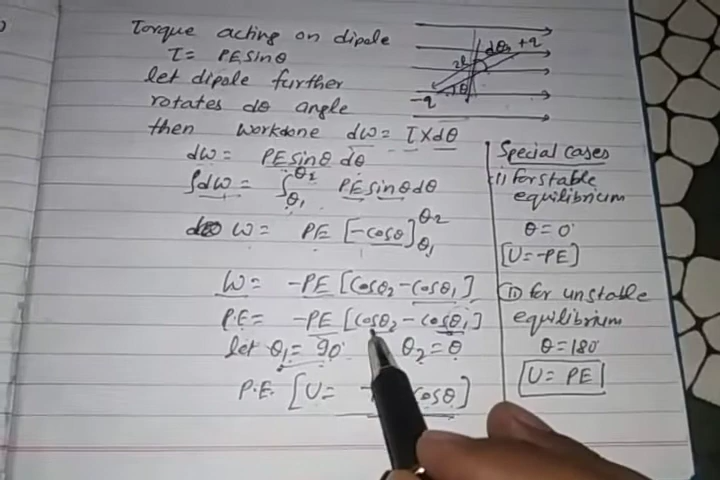 Torque acting on dipole
τ = PE sinθ
let dipole further
rotates dθ angle
then workdone dw = τ x dθ
dw = PE sinθ dθ
∫dw = ∫θ1 θ2 PE sinθ dθ
W = PE [-cosθ]θ1 θ2
W = -PE [cosθ2 - cosθ1]
P.E = -PE [cosθ2 - cosθ1]
let θ1 = 90° θ2 = θ
P.E. [U = cosθ]
dθ +q
2l
θ
-q
Special cases
(i) for stable
equilibrium
θ = 0°
[U = -PE]
(ii) for unstable
equilibrium
θ = 180°
[U = PE]